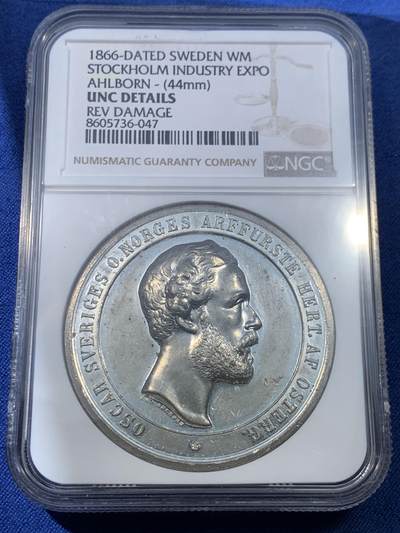 1866-DATED SWEDEN WM
STOCKHOLM INDUSTRY EXPO
AHLBORN - (44mm)
UNC DETAILS
REV DAMAGE
8605736-047
NUMISMATIC GUARANTY COMPANY
NGC
OSCAR SVERIGES O. NORGES ARFFURSTE. HERT. AF ÖSTERG.